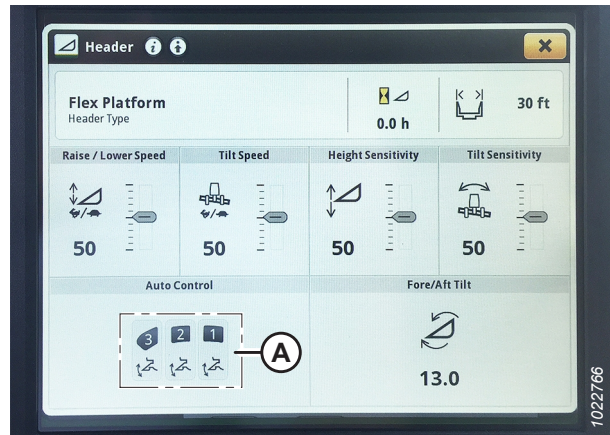 Header
Flex Platform
Header Type
0.0 h
30 ft
Raise / Lower Speed
Tilt Speed
Height Sensitivity
Tilt Sensitivity
50
50
50
50
Auto Control
Fore/Aft Tilt
3
2
1
A
13.0
1022766